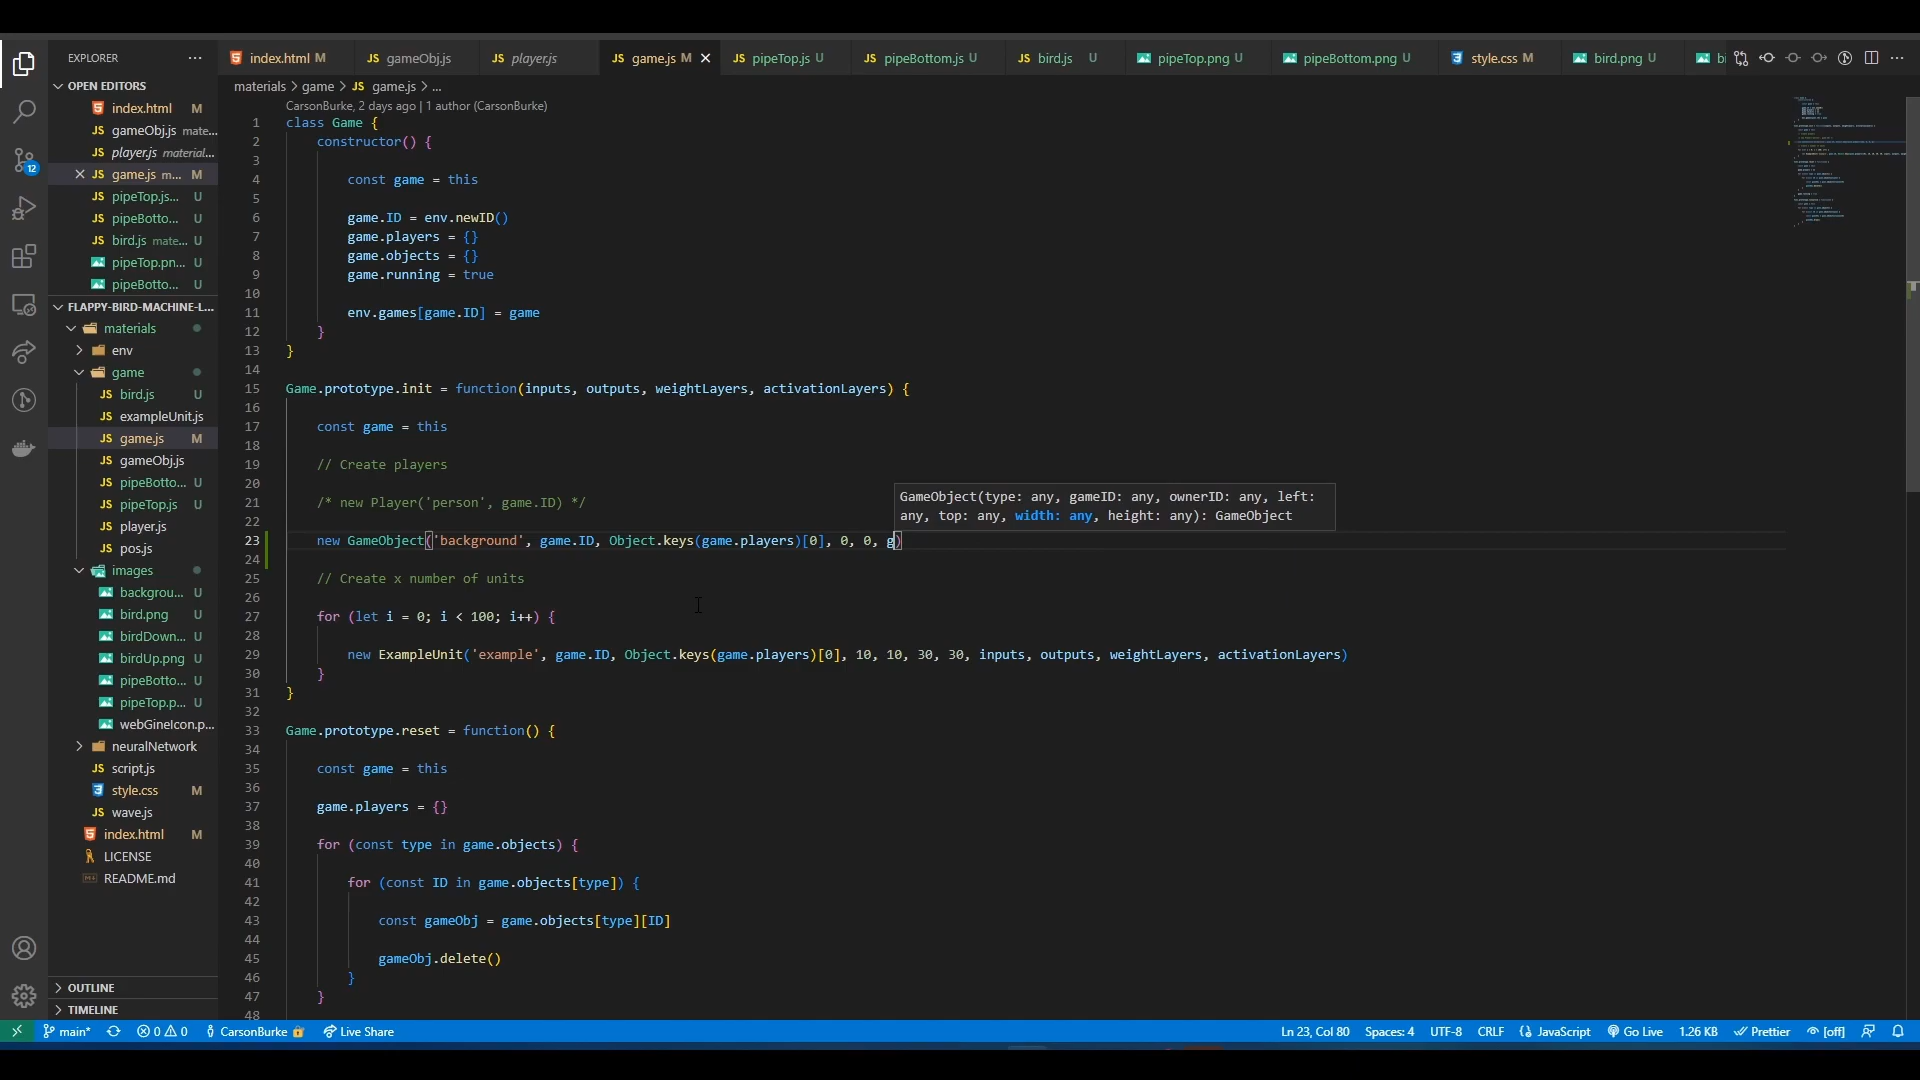 EXPLORER
OPEN EDITORS
index.html M
gameObj.js mate...
player.js material...
game.js m... M
pipeTop.js... U
pipeBotto... U
bird.js mate... U
pipeTop.pn... U
pipeBotto... U
FLAPPY-BIRD-MACHINE-L...
materials
env
game
bird.js U
exampleUnit.js
game.js M
gameObj.js
pipeBotto... U
pipeTop.js U
player.js
pos.js
images
backgrou... U
bird.png U
birdDown... U
birdUp.png U
pipeBotto... U
pipeTop.p... U
webGineIcon.p...
neuralNetwork
script.js
style.css M
wave.js
index.html M
LICENSE
README.md
OUTLINE
TIMELINE
12
index.html M gameObj.js player.js game.js M pipeTop.js U pipeBottom.js U bird.js U pipeTop.png U pipeBottom.png U style.css M bird.png U bi
materials > game > JS game.js > ...
CarsonBurke, 2 days ago | 1 author (CarsonBurke)
1 class Game {
2 constructor() {
3
4 const game = this
5
6 game.ID = env.newID()
7 game.players = {}
8 game.objects = {}
9 game.running = true
10
11 env.games[game.ID] = game
12 }
13 }
14
15 Game.prototype.init = function(inputs, outputs, weightLayers, activationLayers) {
16
17 const game = this
18
19 // Create players
20
21 /* new Player('person', game.ID) */
22
23 new GameObject('background', game.ID, Object.keys(game.players)[0], 0, 0, g)
24
25 // Create x number of units
26
27 for (let i = 0; i < 100; i++) {
28
29 new ExampleUnit('example', game.ID, Object.keys(game.players)[0], 10, 10, 30, 30, inputs, outputs, weightLayers, activationLayers)
30 }
31 }
32
33 Game.prototype.reset = function() {
34
35 const game = this
36
37 game.players = {}
38
39 for (const type in game.objects) {
40
41 for (const ID in game.objects[type]) {
42
43 const gameObj = game.objects[type][ID]
44
45 gameObj.delete()
46 }
47 }
48
GameObject(type: any, gameID: any, ownerID: any, left:
any, top: any, width: any, height: any): GameObject
main* 0 0 CarsonBurke Live Share Ln 23, Col 80 Spaces: 4 UTF-8 CRLF JavaScript Go Live 1.26 KB Prettier [off]